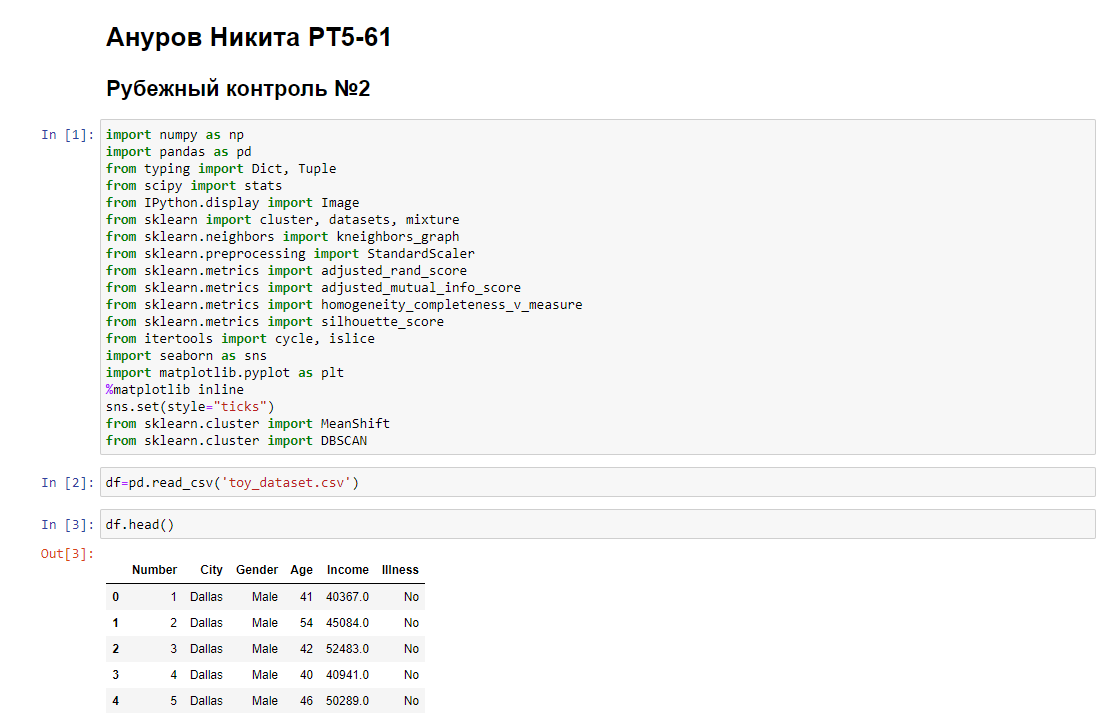 Ануров Никита РТ5-61
Рубежный контроль №2
In [1]: import numpy as np
import pandas as pd
from typing import Dict, Tuple
from scipy import stats
from IPython.display import Image
from sklearn import cluster, datasets, mixture
from sklearn.neighbors import kneighbors_graph
from sklearn.preprocessing import StandardScaler
from sklearn.metrics import adjusted_rand_score
from sklearn.metrics import adjusted_mutual_info_score
from sklearn.metrics import homogeneity_completeness_v_measure
from sklearn.metrics import silhouette_score
from itertools import cycle, islice
import seaborn as sns
import matplotlib.pyplot as plt
%matplotlib inline
sns.set(style="ticks")
from sklearn.cluster import MeanShift
from sklearn.cluster import DBSCAN
In [2]: df=pd.read_csv('toy_dataset.csv')
In [3]: df.head()
Out[3]:
Number City Gender Age Income Illness
0 1 Dallas Male 41 40367.0 No
1 2 Dallas Male 54 45084.0 No
2 3 Dallas Male 42 52483.0 No
3 4 Dallas Male 40 40941.0 No
4 5 Dallas Male 46 50289.0 No